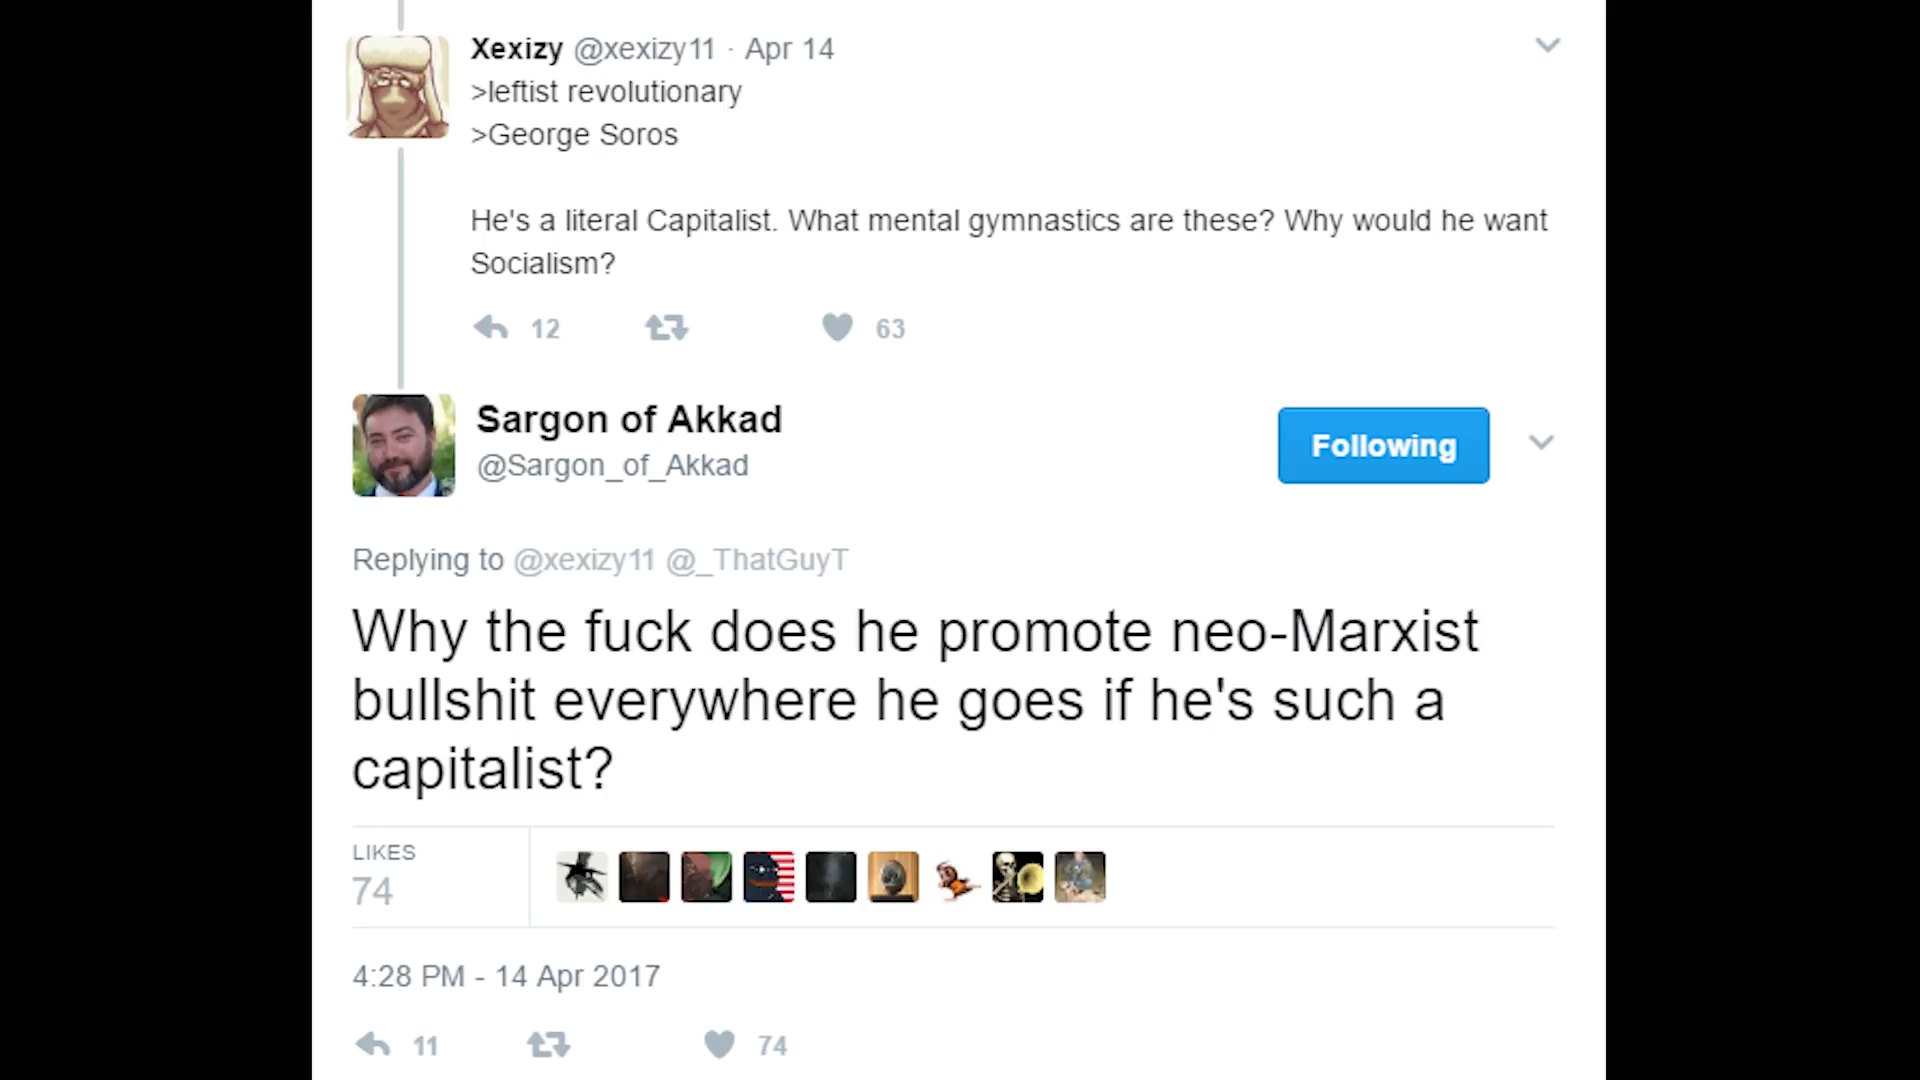 Xexizy @xexizy11 · Apr 14
>leftist revolutionary
>George Soros
He's a literal Capitalist. What mental gymnastics are these? Why would he want
Socialism?
12 63
Sargon of Akkad
@Sargon_of_Akkad
Following
Replying to @xexizy11 @_ThatGuyT
Why the fuck does he promote neo-Marxist
bullshit everywhere he goes if he's such a
capitalist?
LIKES
74
4:28 PM - 14 Apr 2017
11 74